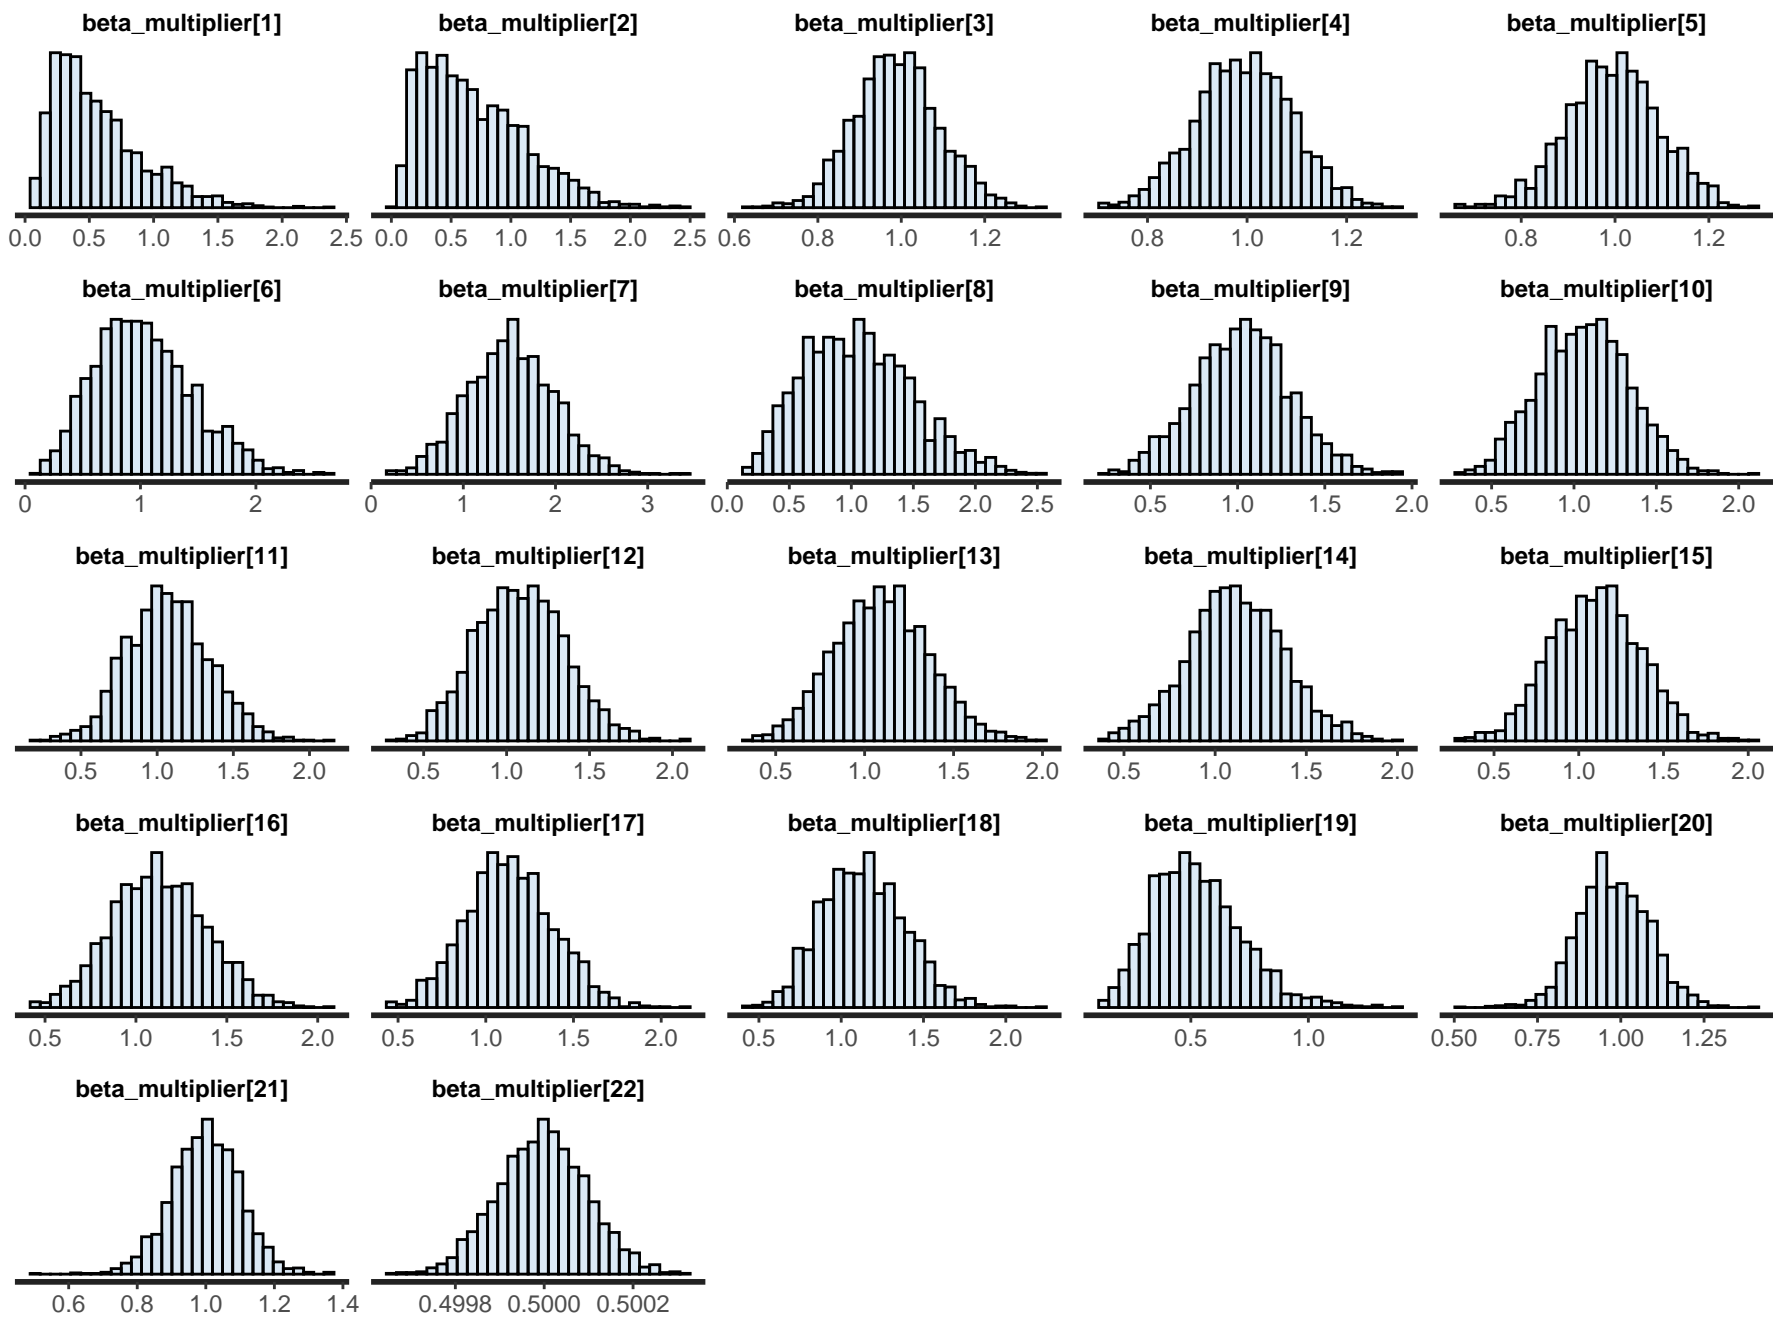 beta_multiplier[1] beta_multiplier[2] beta_multiplier[3] beta_multiplier[4] beta_multiplier[5]
0.0 0.5 1.0 1.5 2.0 2.5 0.0 0.5 1.0 1.5 2.0 2.5 0.6 0.8 1.0 1.2 0.8 1.0 1.2 0.8 1.0 1.2
beta_multiplier[6] beta_multiplier[7] beta_multiplier[8] beta_multiplier[9] beta_multiplier[10]
0 1 2 0 1 2 3 0.0 0.5 1.0 1.5 2.0 2.5 0.5 1.0 1.5 2.0 0.5 1.0 1.5 2.0
beta_multiplier[11] beta_multiplier[12] beta_multiplier[13] beta_multiplier[14] beta_multiplier[15]
0.5 1.0 1.5 2.0 0.5 1.0 1.5 2.0 0.5 1.0 1.5 2.0 0.5 1.0 1.5 2.0 0.5 1.0 1.5 2.0
beta_multiplier[16] beta_multiplier[17] beta_multiplier[18] beta_multiplier[19] beta_multiplier[20]
0.5 1.0 1.5 2.0 0.5 1.0 1.5 2.0 0.5 1.0 1.5 2.0 0.5 1.0 0.50 0.75 1.00 1.25
beta_multiplier[21] beta_multiplier[22]
0.6 0.8 1.0 1.2 1.4 0.4998 0.5000 0.5002